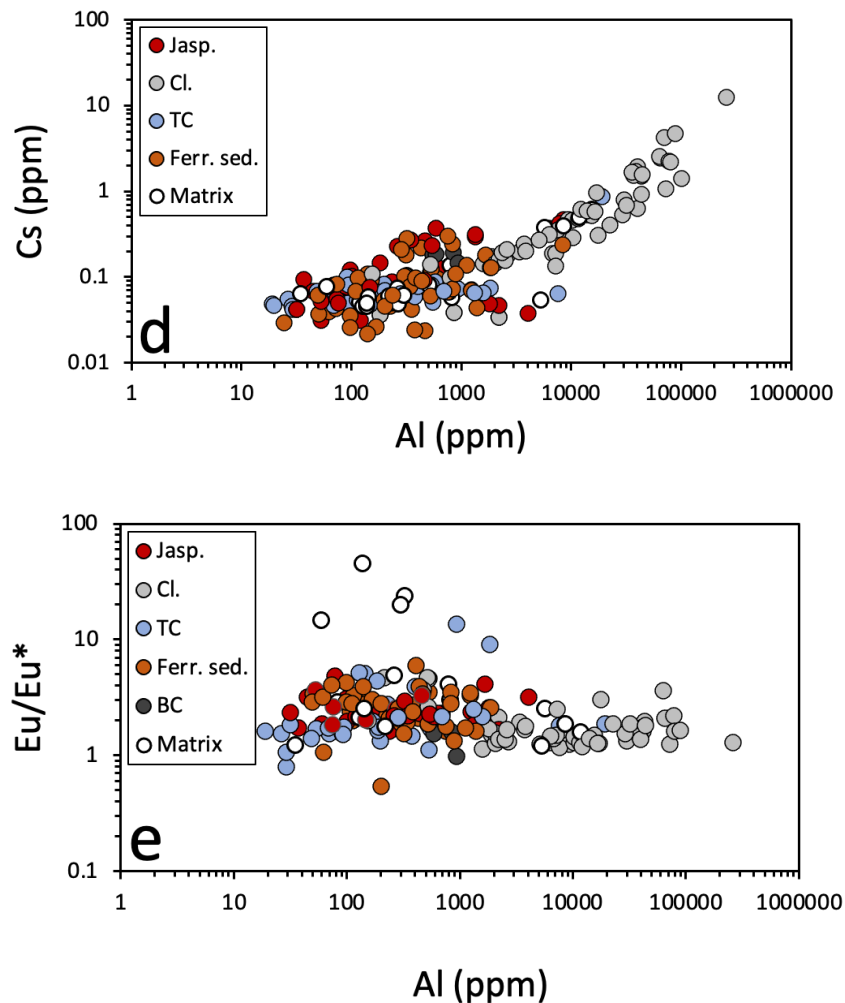 100
10
1
0.1
0.01
Cs (ppm)
Jasp.
Cl.
TC
Ferr. sed.
Matrix
d
1 10 100 1000 10000 100000 1000000
Al (ppm)
100
10
1
0.1
Eu/Eu*
Jasp.
Cl.
TC
Ferr. sed.
BC
Matrix
e
1 10 100 1000 10000 100000 1000000
Al (ppm)